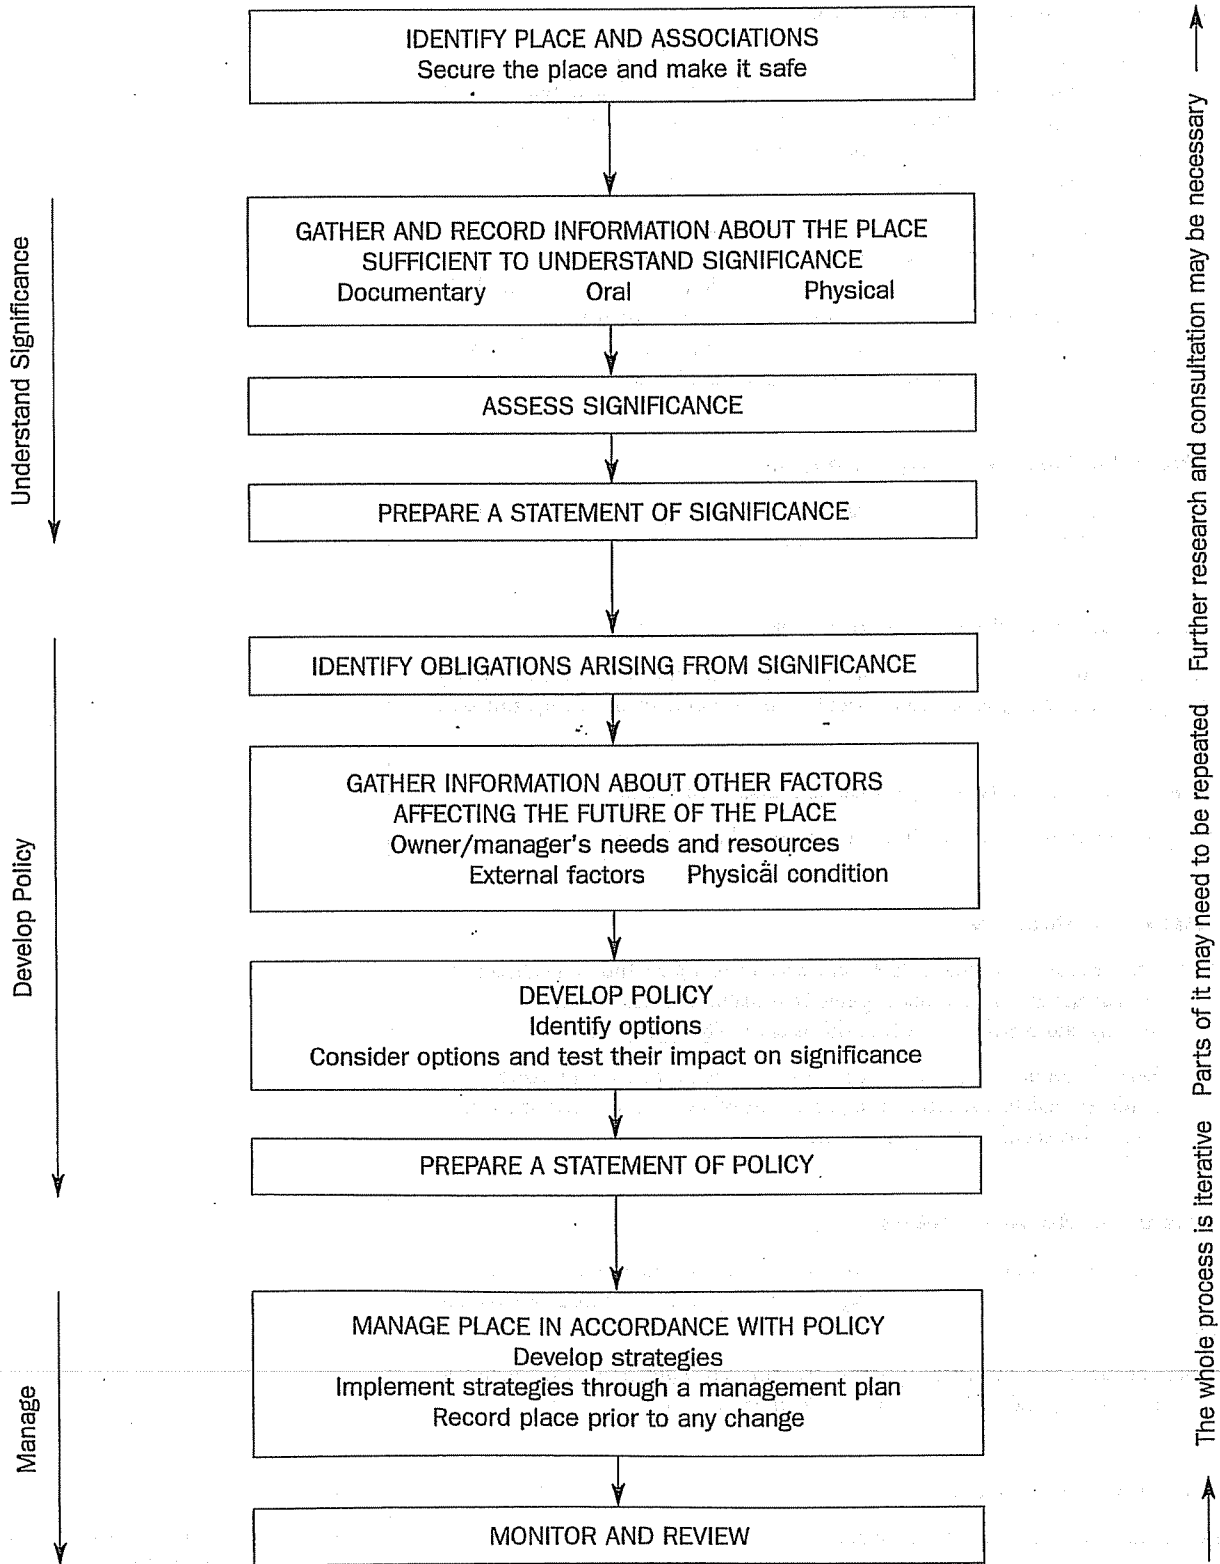 IDENTIFY PLACE AND ASSOCIATIONS
Secure the place and make it safe
Understand Significance
GATHER AND RECORD INFORMATION ABOUT THE PLACE
SUFFICIENT TO UNDERSTAND SIGNIFICANCE
Documentary Oral Physical
ASSESS SIGNIFICANCE
PREPARE A STATEMENT OF SIGNIFICANCE
Develop Policy
IDENTIFY OBLIGATIONS ARISING FROM SIGNIFICANCE
GATHER INFORMATION ABOUT OTHER FACTORS
AFFECTING THE FUTURE OF THE PLACE
Owner/manager's needs and resources
External factors Physical condition
DEVELOP POLICY
Identify options
Consider options and test their impact on significance
PREPARE A STATEMENT OF POLICY
Manage
MANAGE PLACE IN ACCORDANCE WITH POLICY
Develop strategies
Implement strategies through a management plan
Record place prior to any change
MONITOR AND REVIEW
The whole process is iterative Parts of it may need to be repeated Further research and consultation may be necessary